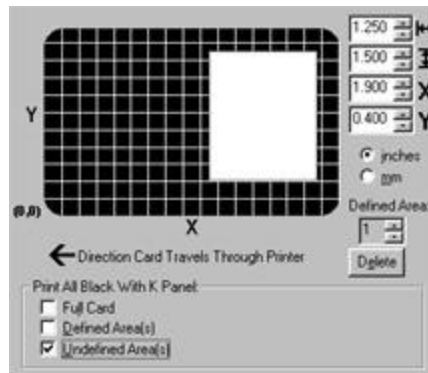 1.250
1.500
1.900 X
0.400 Y
Y
inches
mm
(0,0)
X
Defined Area:
1
Direction Card Travels Through Printer
Delete
Print All Black With K Panel:
Full Card
Defined Area(s)
Undefined Area(s)